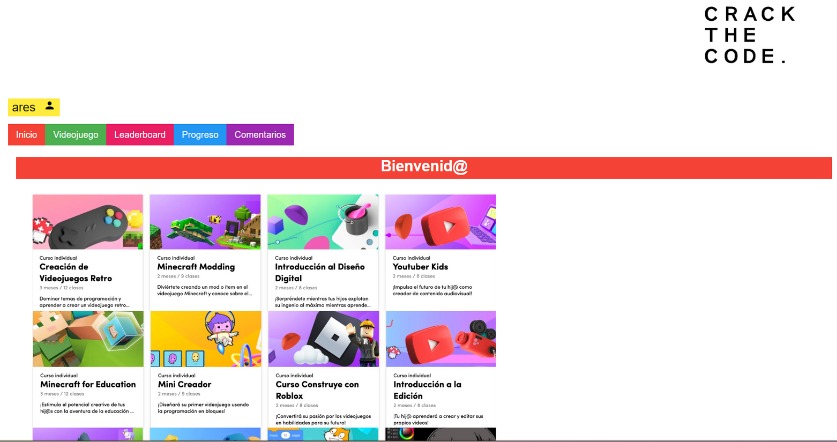 CRACK
THE
CODE.
ares
Inicio Videojuego Leaderboard Progreso Comentarios
Bienvenid@
Curso individual
Creación de
Videojuegos Retro
3 meses / 12 clases
Dominar temas de programación y
aprender a crear un videojuego retro...
Curso individual
Minecraft Modding
2 meses / 9 clases
Diviértete creando un mod o ítem en el
videojuego Minecraft y conoce sobre el...
Curso individual
Introducción al Diseño
Digital
2 meses / 8 clases
¡Sorpréndete mientras tus hijos explotan
su ingenio al máximo mientras aprende...
Curso individual
Youtuber Kids
2 meses / 8 clases
¡Impulsa el futuro de tu hij@ como
creador de contenido audiovisual!
Curso individual
Minecraft for Education
3 meses / 12 clases
¡Estimula el potencial creativo de tus
hij@s con la aventura de la educación ...
Curso individual
Mini Creador
2 meses / 9 clases
¡Diseñará su primer videojuego usando
la programación en bloques!
Curso individual
Curso Construye con
Roblox
2 meses / 8 clases
¡Convertirá su pasión por los videojuegos
en habilidades para su futuro!
Curso individual
Introducción a la
Edición
2 meses / 8 clases
¡Tu hij@ aprenderá a crear y editar sus
propios videos!